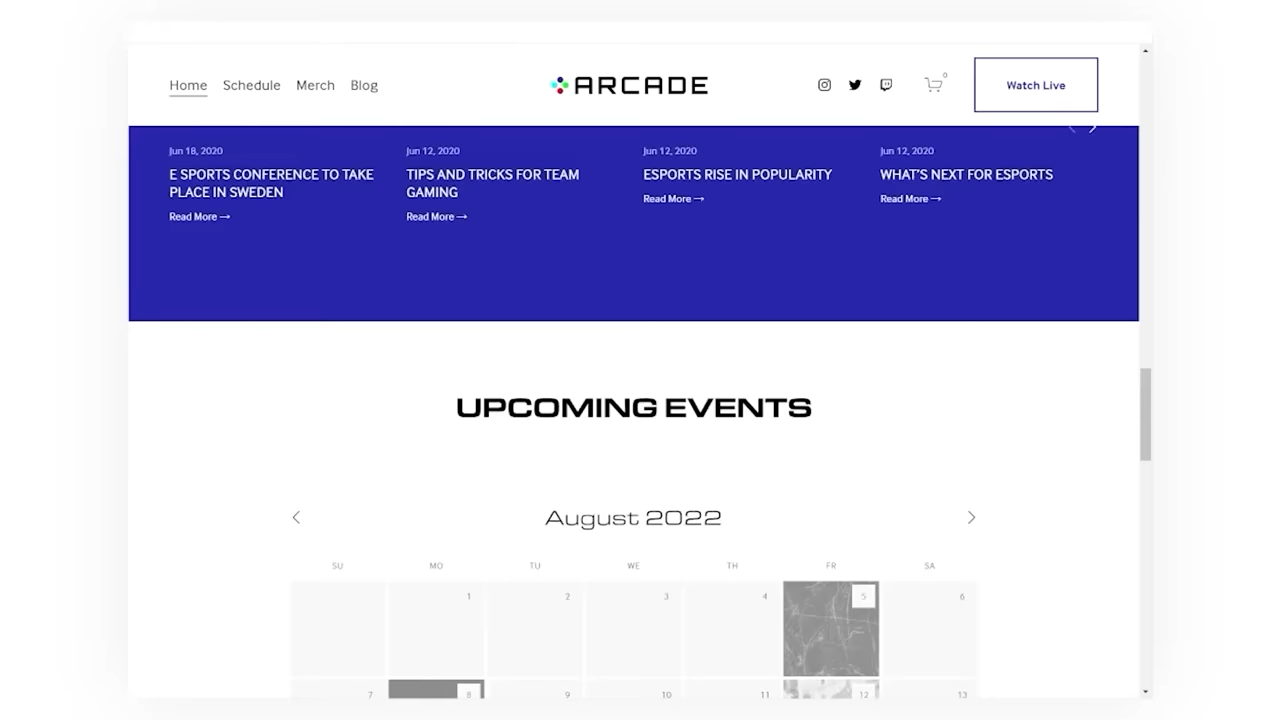 Home Schedule Merch Blog
ARCADE
0
Watch Live
Jun 18, 2020
E SPORTS CONFERENCE TO TAKE
PLACE IN SWEDEN
Read More →
Jun 12, 2020
TIPS AND TRICKS FOR TEAM
GAMING
Read More →
Jun 12, 2020
ESPORTS RISE IN POPULARITY
Read More →
Jun 12, 2020
WHAT'S NEXT FOR ESPORTS
Read More →
UPCOMING EVENTS
August 2022
SU MO TU WE TH FR SA
1 2 3 4 5 6
7 8 9 10 11 12 13